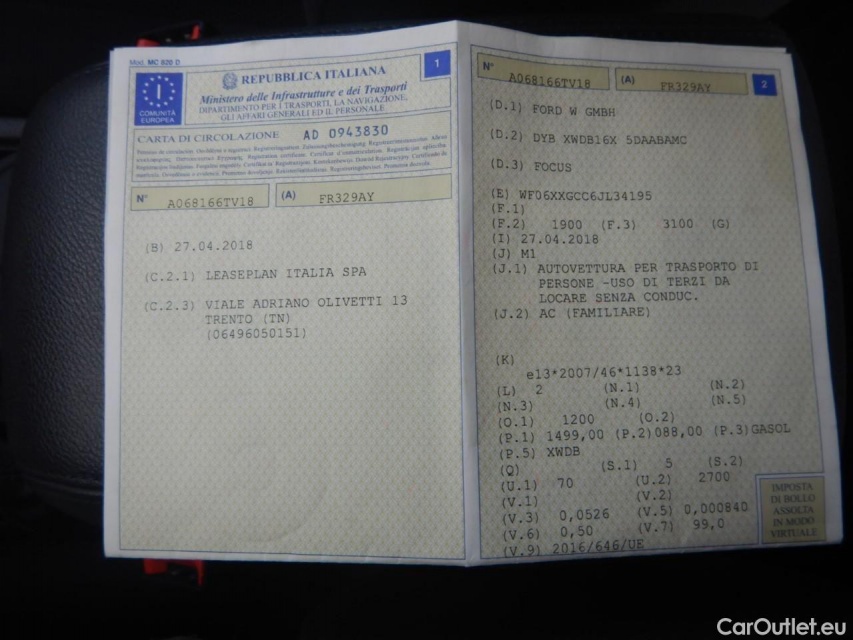 Mod. MC 820 D
1
I
COMUNITÀ
EUROPEA
REPUBBLICA ITALIANA
Ministero delle Infrastrutture e dei Trasporti
DIPARTIMENTO PER I TRASPORTI, LA NAVIGAZIONE,
GLI AFFARI GENERALI ED IL PERSONALE
CARTA DI CIRCOLAZIONE AD 0943830
N° A068166TV18 (A) FR329AY
(B) 27.04.2018
(C.2.1) LEASEPLAN ITALIA SPA
(C.2.3) VIALE ADRIANO OLIVETTI 13
TRENTO (TN)
(06496050151)
N° A068166TV18 (A) FR329AY 2
(D.1) FORD W GMBH
(D.2) DYB XWDB16X 5DAABAMC
(D.3) FOCUS
(E) WF06XXGCC6JL34195
(F.1)
(F.2) 1900 (F.3) 3100 (G)
(I) 27.04.2018
(J) M1
(J.1) AUTOVETTURA PER TRASPORTO DI
PERSONE -USO DI TERZI DA
LOCARE SENZA CONDUC.
(J.2) AC (FAMILIARE)
(K)
e13*2007/46*1138*23
(L) 2 (N.1) (N.2)
(N.3) (N.4) (N.5)
(O.1) 1200 (O.2)
(P.1) 1499,00 (P.2)088,00 (P.3)GASOL
(P.5) XWDB
(Q) (S.1) 5 (S.2)
(U.1) 70 (U.2) 2700
(V.1) (V.2)
(V.3) 0,0526 (V.5) 0,000840
(V.6) 0,50 (V.7) 99,0
(V.9) 2016/646/UE
IMPOSTA
DI BOLLO
ASSOLTA
IN MODO
VIRTUALE
CarOutlet.eu